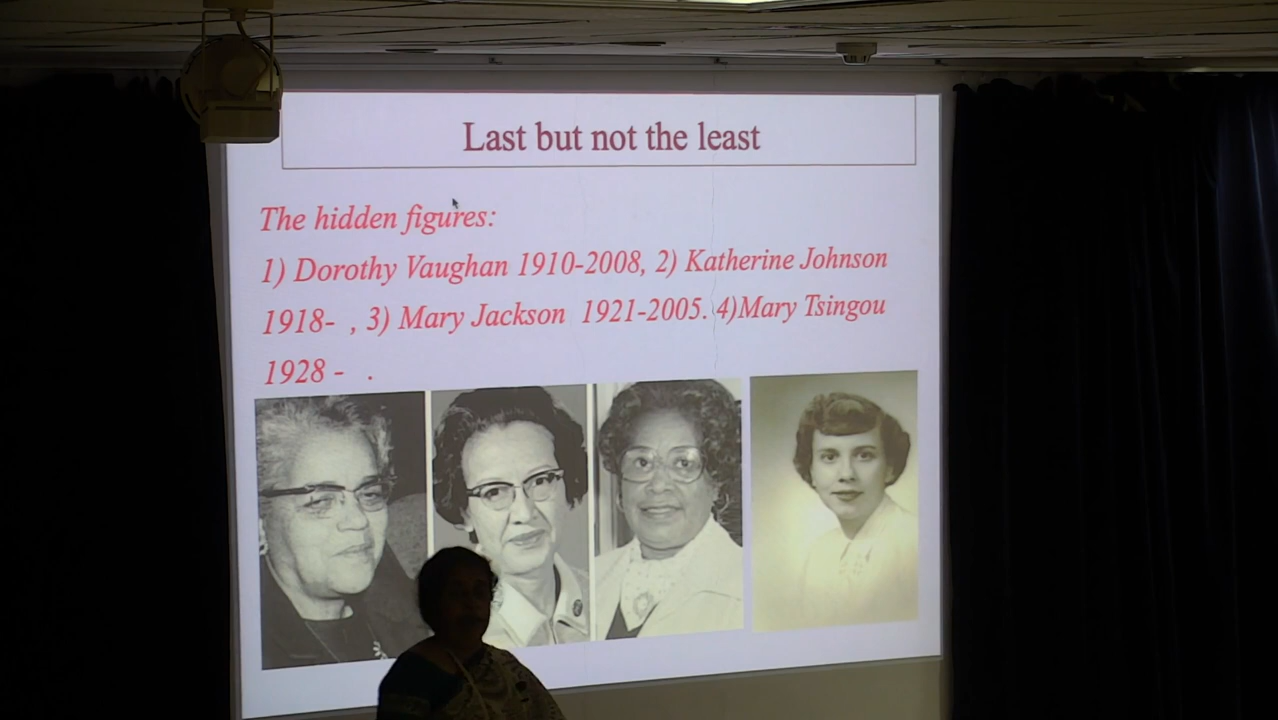 Last but not the least
The hidden figures:
1) Dorothy Vaughan 1910-2008, 2) Katherine Johnson
1918-  , 3) Mary Jackson  1921-2005. 4)Mary Tsingou
1928 -  .